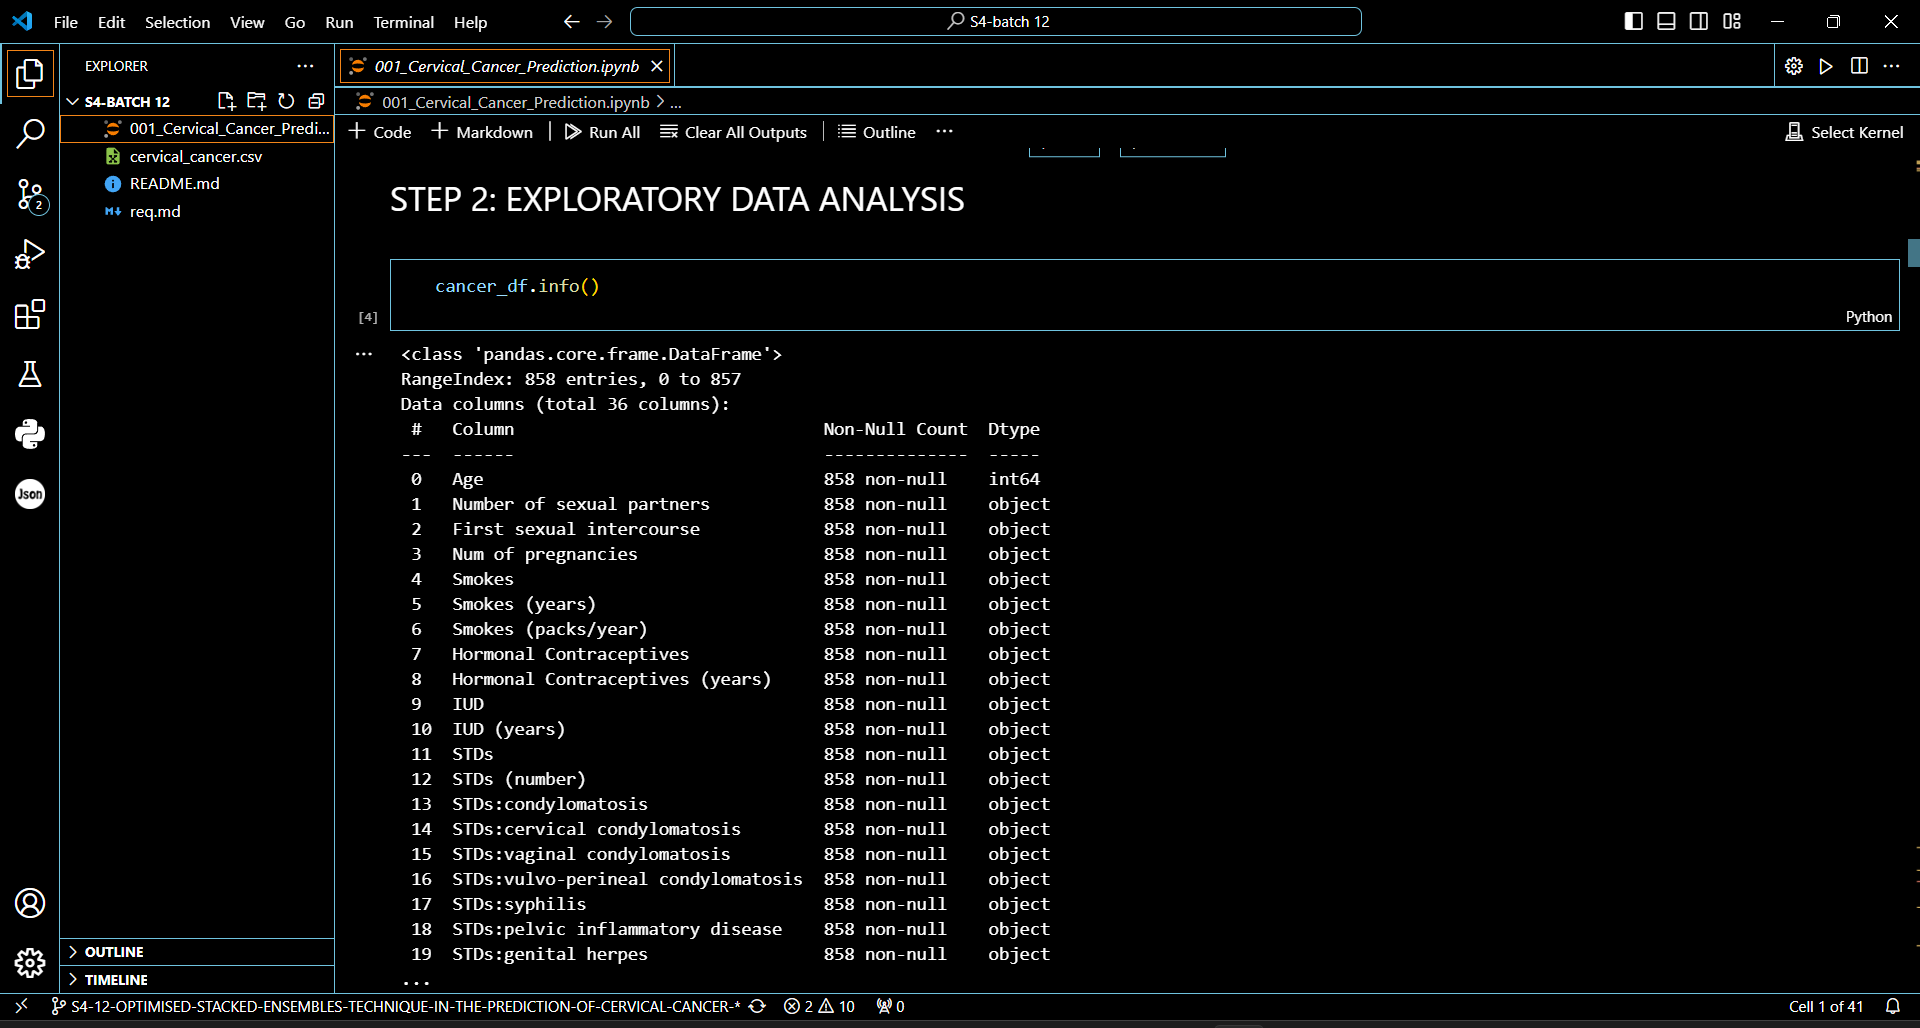 File Edit Selection View Go Run Terminal Help
S4-batch 12
EXPLORER
S4-BATCH 12
001_Cervical_Cancer_Predi...
cervical_cancer.csv
README.md
req.md
2
Json
OUTLINE
TIMELINE
001_Cervical_Cancer_Prediction.ipynb
001_Cervical_Cancer_Prediction.ipynb > ...
Code Markdown Run All Clear All Outputs Outline ... Select Kernel
STEP 2: EXPLORATORY DATA ANALYSIS
cancer_df.info()
[4]
Python
<class 'pandas.core.frame.DataFrame'>
RangeIndex: 858 entries, 0 to 857
Data columns (total 36 columns):
# Column Non-Null Count Dtype
--- ------ -------------- -----
0 Age 858 non-null int64
1 Number of sexual partners 858 non-null object
2 First sexual intercourse 858 non-null object
3 Num of pregnancies 858 non-null object
4 Smokes 858 non-null object
5 Smokes (years) 858 non-null object
6 Smokes (packs/year) 858 non-null object
7 Hormonal Contraceptives 858 non-null object
8 Hormonal Contraceptives (years) 858 non-null object
9 IUD 858 non-null object
10 IUD (years) 858 non-null object
11 STDs 858 non-null object
12 STDs (number) 858 non-null object
13 STDs:condylomatosis 858 non-null object
14 STDs:cervical condylomatosis 858 non-null object
15 STDs:vaginal condylomatosis 858 non-null object
16 STDs:vulvo-perineal condylomatosis 858 non-null object
17 STDs:syphilis 858 non-null object
18 STDs:pelvic inflammatory disease 858 non-null object
19 STDs:genital herpes 858 non-null object
...
S4-12-OPTIMISED-STACKED-ENSEMBLES-TECHNIQUE-IN-THE-PREDICTION-OF-CERVICAL-CANCER-* 2 10 0 Cell 1 of 41